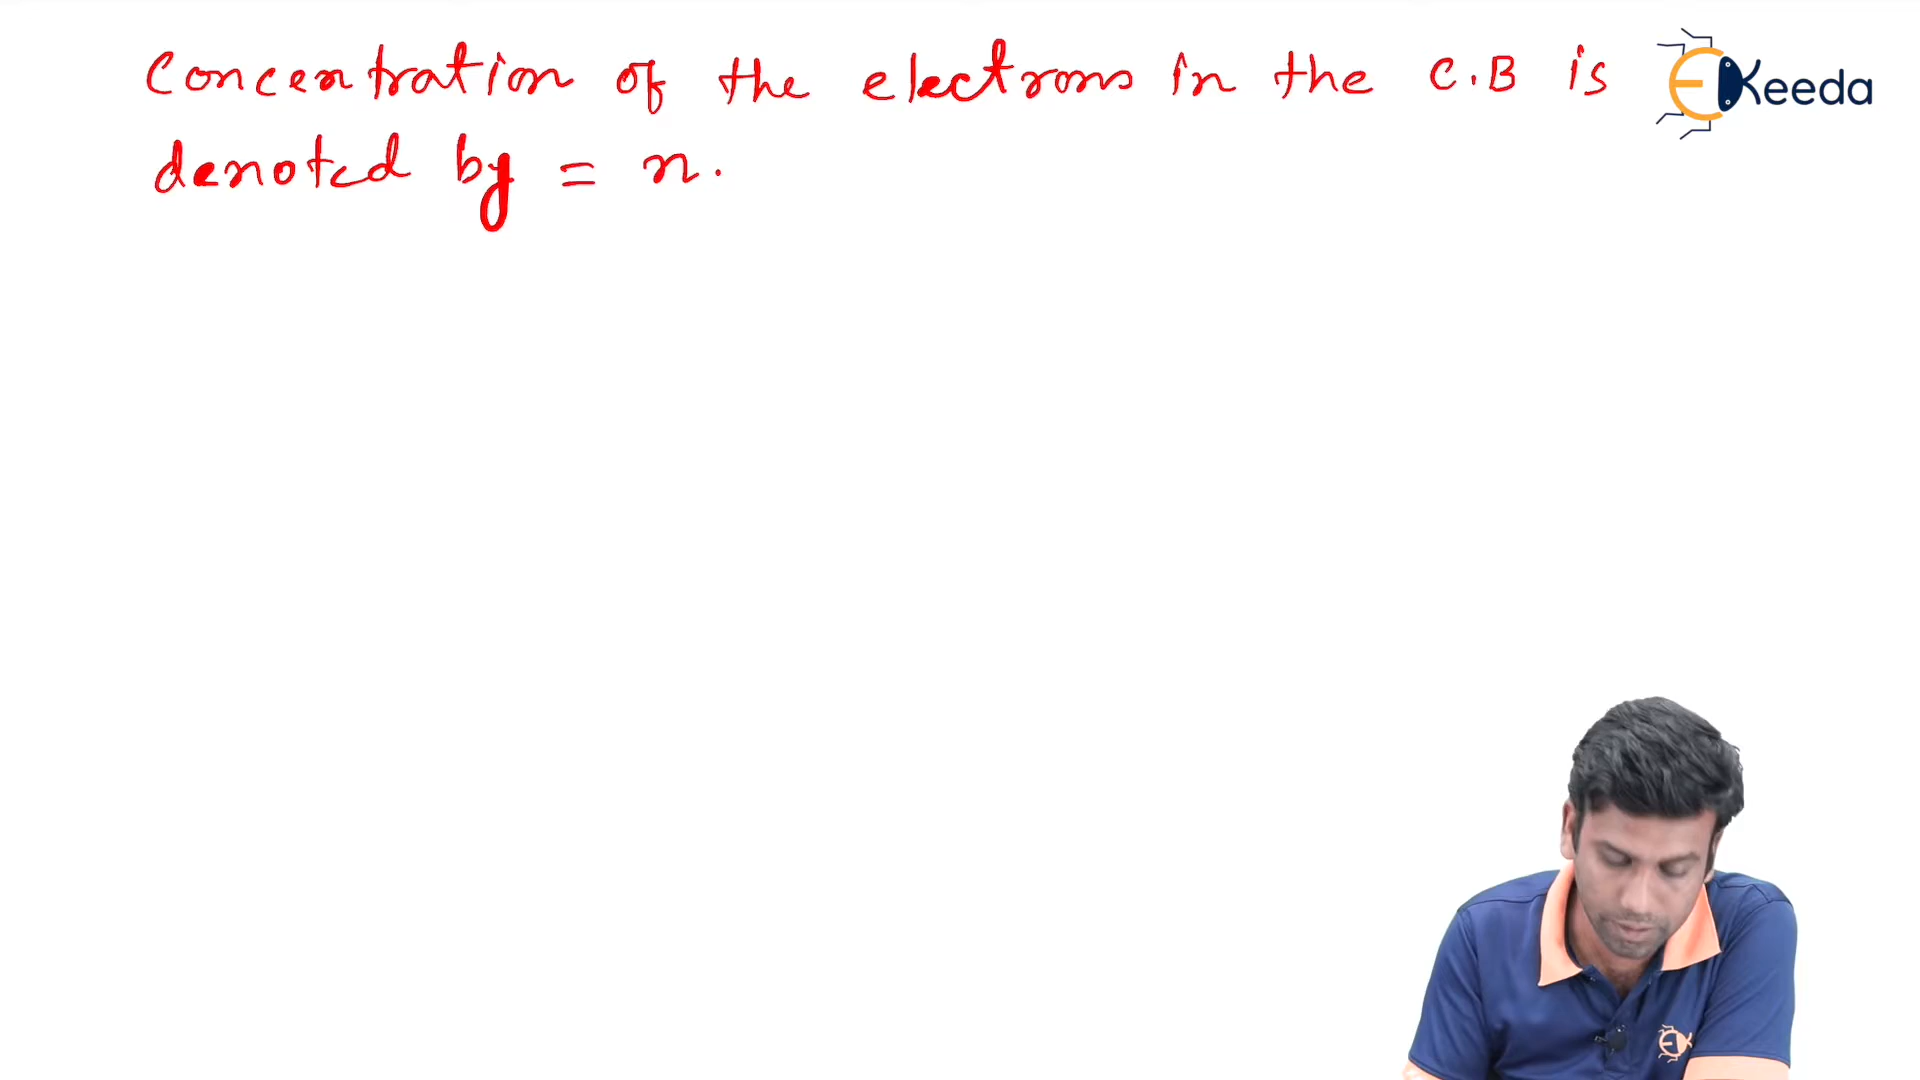 Concentration of the electrons in the C.B is
denoted by = n.
EKeeda